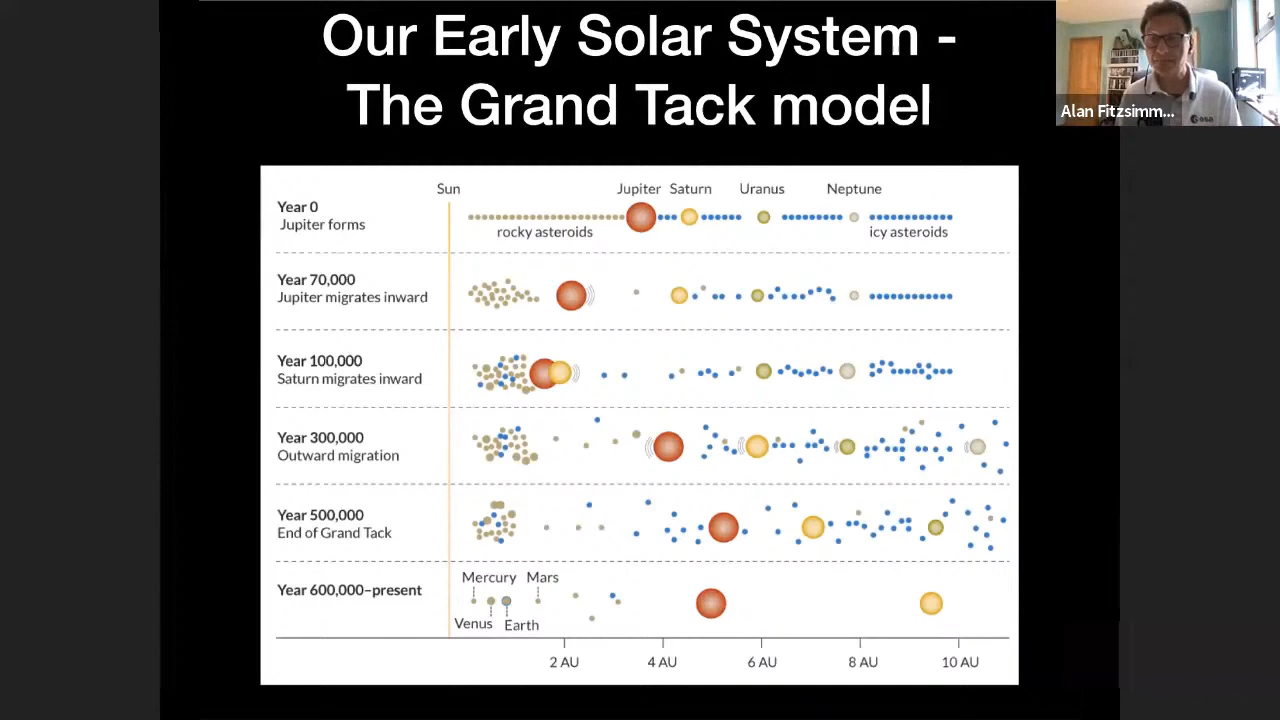 Our Early Solar System -
The Grand Tack model
Alan Fitzsimm...
esa
Sun
Jupiter Saturn Uranus Neptune
Year 0
Jupiter forms
rocky asteroids
icy asteroids
Year 70,000
Jupiter migrates inward
Year 100,000
Saturn migrates inward
Year 300,000
Outward migration
Year 500,000
End of Grand Tack
Year 600,000–present
Mercury Mars
Venus Earth
2 AU 4 AU 6 AU 8 AU 10 AU